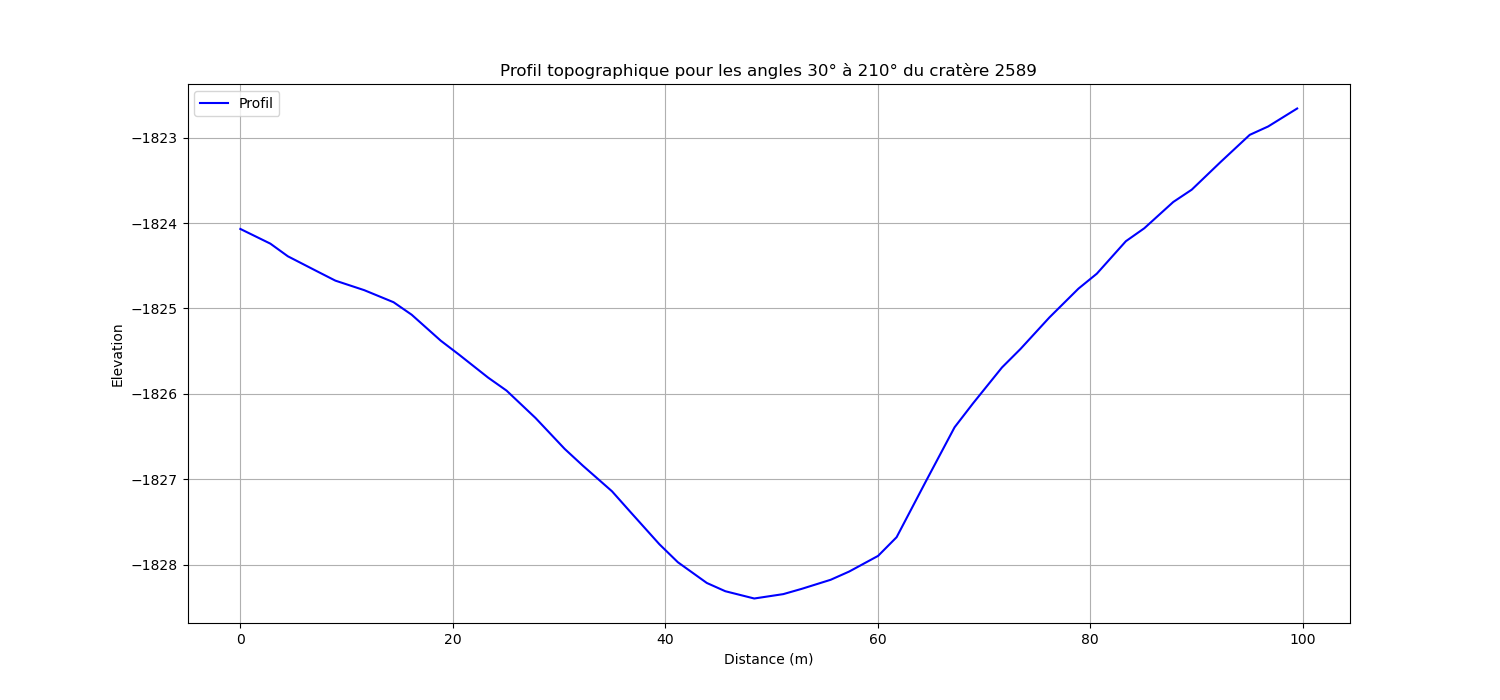 Profil topographique pour les angles 30° à 210° du cratère 2589
Profil
−1823
−1824
−1825
−1826
−1827
−1828
Elevation
0 20 40 60 80 100
Distance (m)